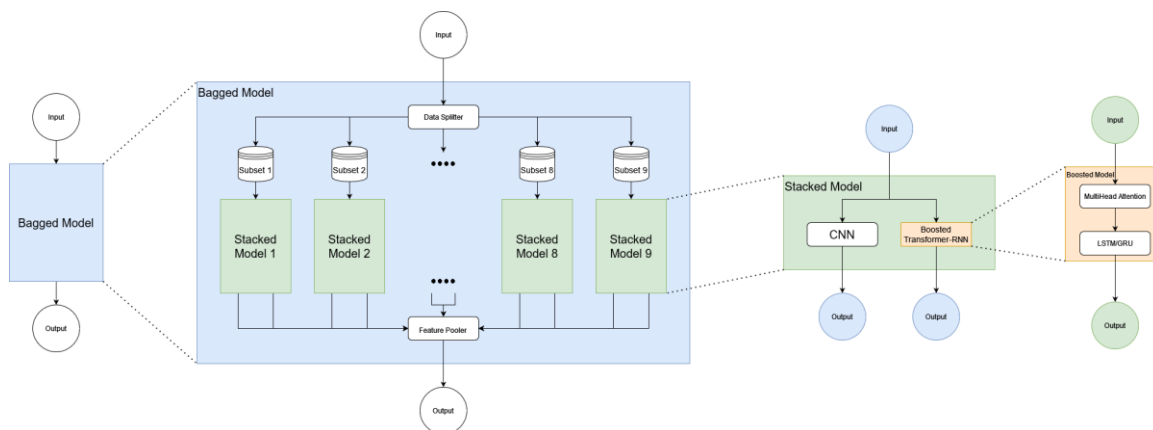 Input
Bagged Model
Output
Input
Bagged Model
Data Splitter
Subset 1
Subset 2
Subset 8
Subset 9
Stacked
Model 1
Stacked
Model 2
Stacked
Model 8
Stacked
Model 9
Feature Pooler
Output
Input
Stacked Model
CNN
Boosted
Transformer-RNN
Output
Output
Input
Boosted Model
MultiHead Attention
LSTM/GRU
Output